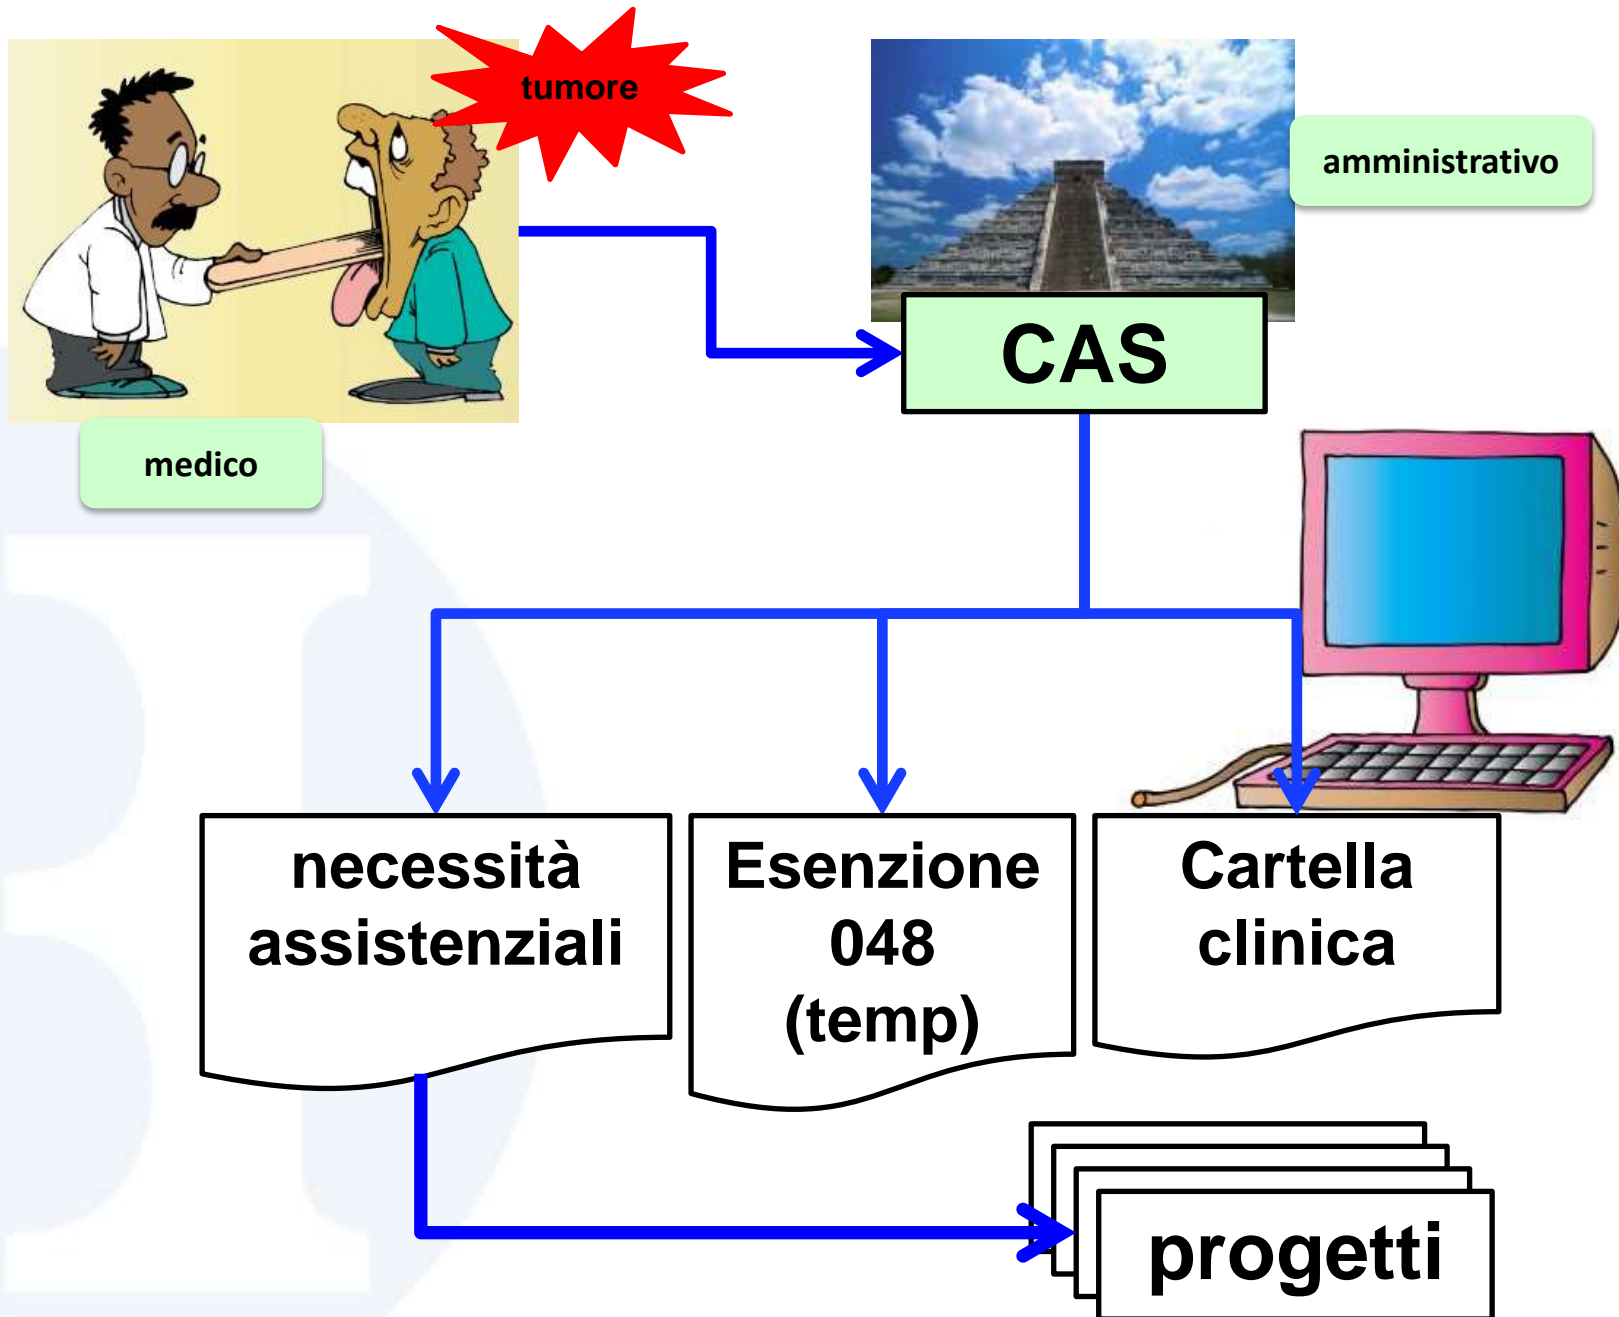 tumore
amministrativo
CAS
medico
necessità
assistenziali
Esenzione
048
(temp)
Cartella
clinica
progetti